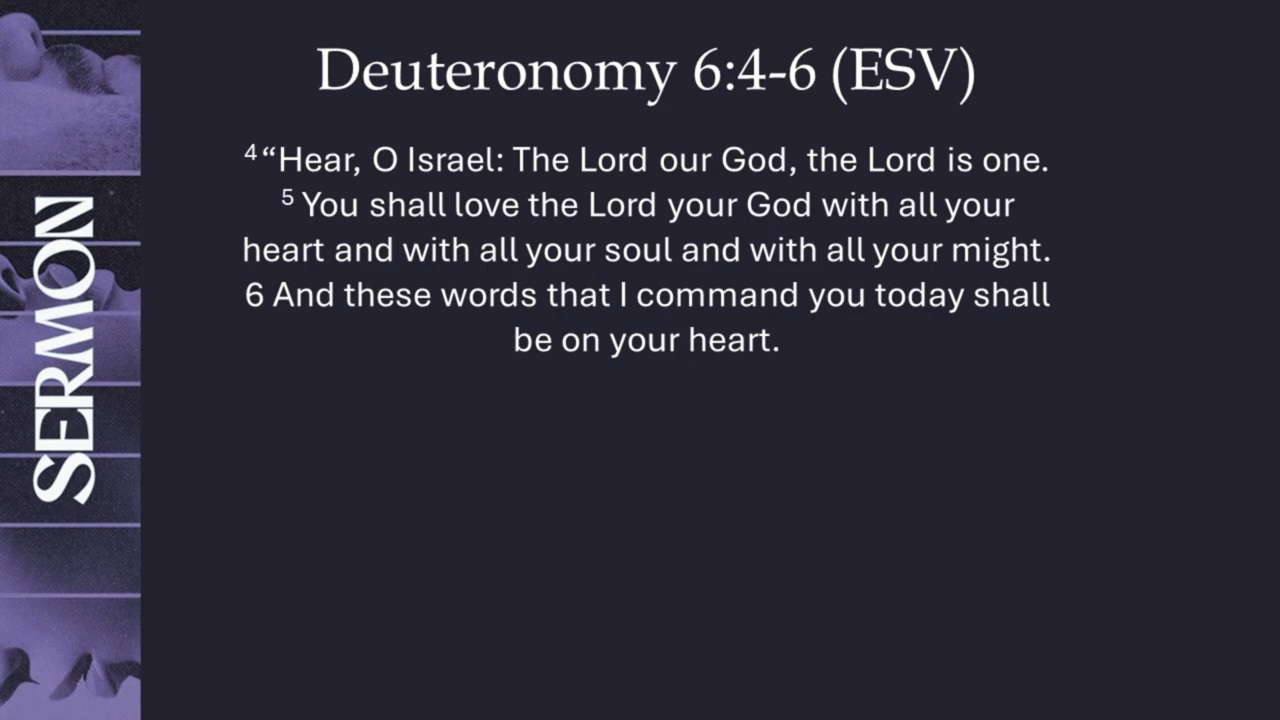 SERMON
Deuteronomy 6:4-6 (ESV)
4 “Hear, O Israel: The Lord our God, the Lord is one.
5 You shall love the Lord your God with all your
heart and with all your soul and with all your might.
6 And these words that I command you today shall
be on your heart.